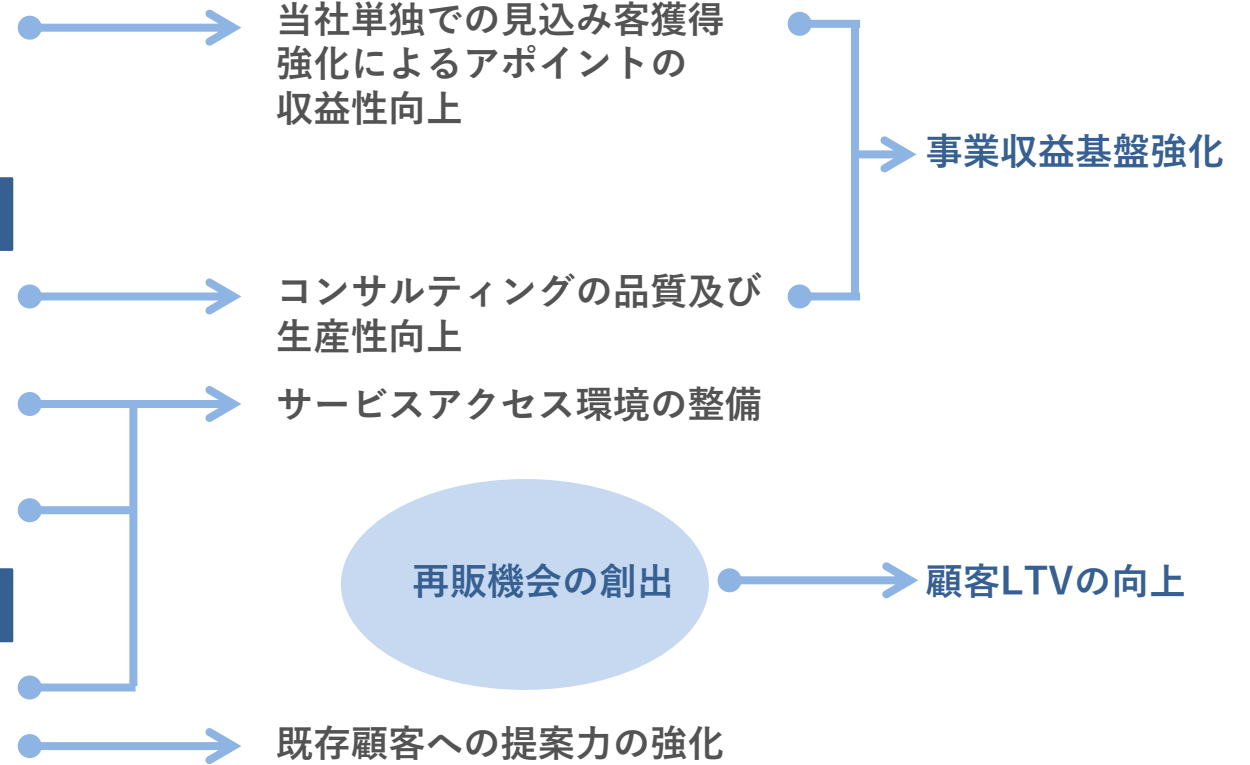 当社単独での見込み客獲得
強化によるアポイントの
収益性向上
事業収益基盤強化
コンサルティングの品質及び
生産性向上
サービスアクセス環境の整備
再販機会の創出
顧客LTVの向上
既存顧客への提案力の強化